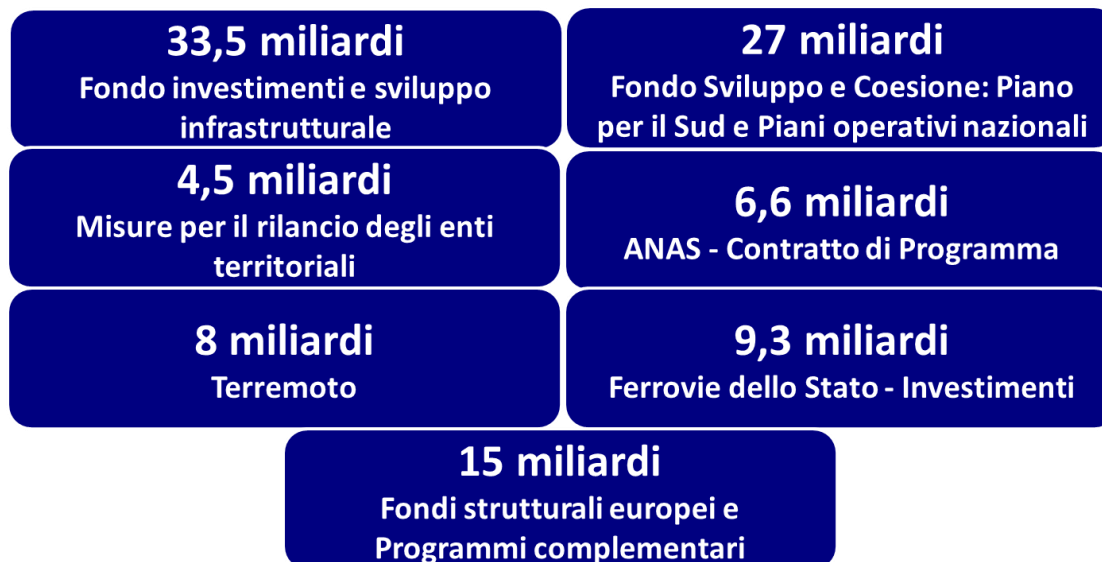 33,5 miliardi
Fondo investimenti e sviluppo
infrastrutturale
27 miliardi
Fondo Sviluppo e Coesione: Piano
per il Sud e Piani operativi nazionali
4,5 miliardi
Misure per il rilancio degli enti
territoriali
6,6 miliardi
ANAS - Contratto di Programma
8 miliardi
Terremoto
9,3 miliardi
Ferrovie dello Stato - Investimenti
15 miliardi
Fondi strutturali europei e
Programmi complementari